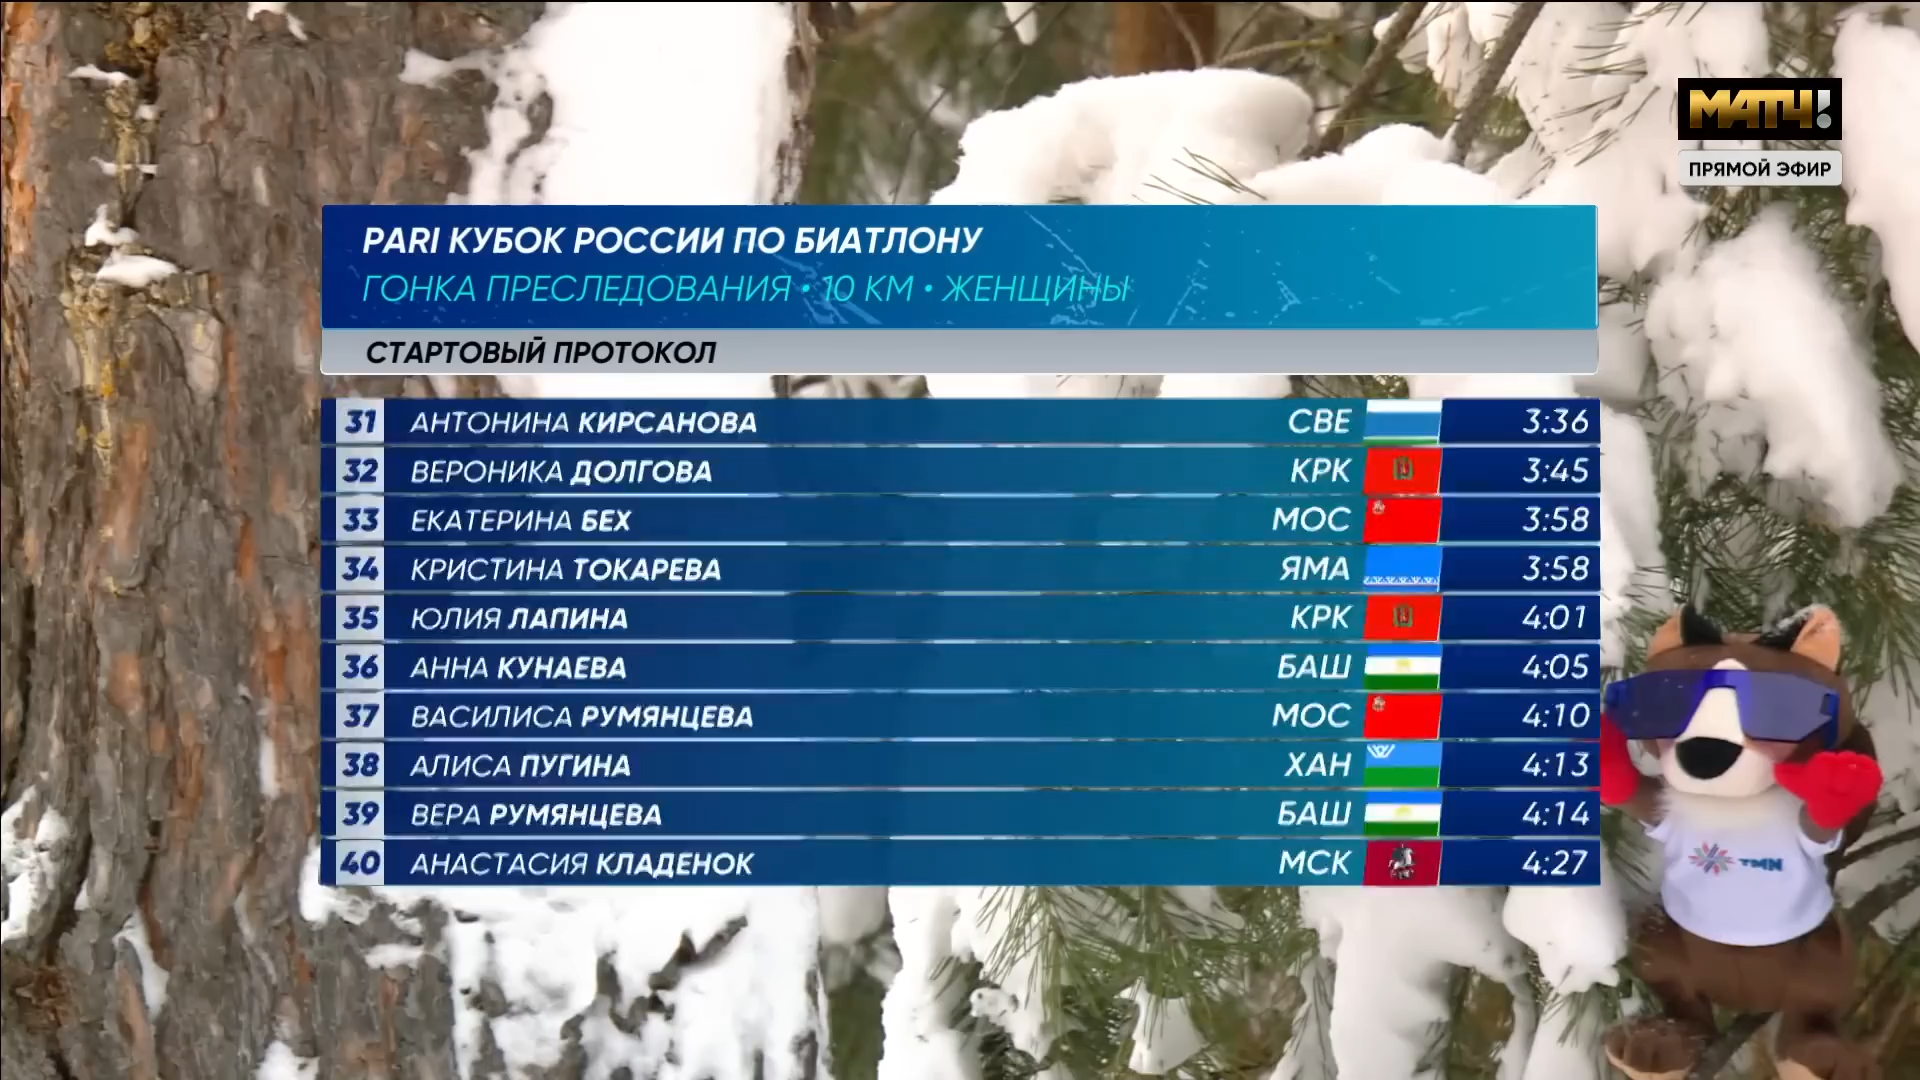 МАТЧ!
ПРЯМОЙ ЭФИР
PARI КУБОК РОССИИ ПО БИАТЛОНУ
ГОНКА ПРЕСЛЕДОВАНИЯ • 10 КМ • ЖЕНЩИНЫ
СТАРТОВЫЙ ПРОТОКОЛ
31 АНТОНИНА КИРСАНОВА СВЕ 3:36
32 ВЕРОНИКА ДОЛГОВА КРК 3:45
33 ЕКАТЕРИНА БЕХ МОС 3:58
34 КРИСТИНА ТОКАРЕВА ЯМА 3:58
35 ЮЛИЯ ЛАПИНА КРК 4:01
36 АННА КУНАЕВА БАШ 4:05
37 ВАСИЛИСА РУМЯНЦЕВА МОС 4:10
38 АЛИСА ПУГИНА ХАН 4:13
39 ВЕРА РУМЯНЦЕВА БАШ 4:14
40 АНАСТАСИЯ КЛАДЕНОК МСК 4:27
ТМN